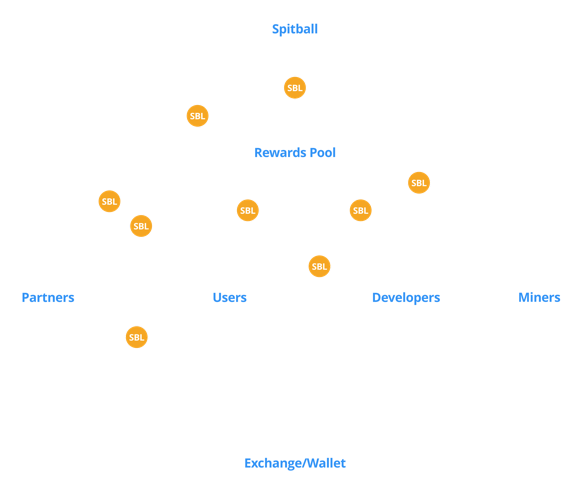 Spitball
SBL
SBL
Rewards Pool
SBL
SBL
SBL
SBL
SBL
SBL
Partners
Users
Developers
Miners
SBL
Exchange/Wallet